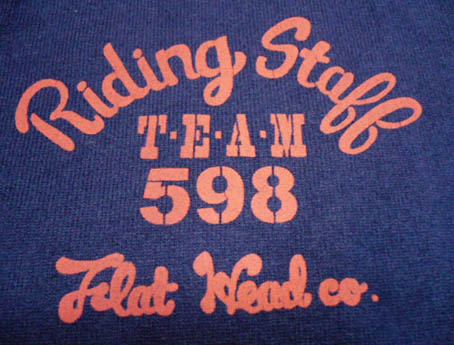 Riding Staff
T·E·A·M
598
Flat Head co.